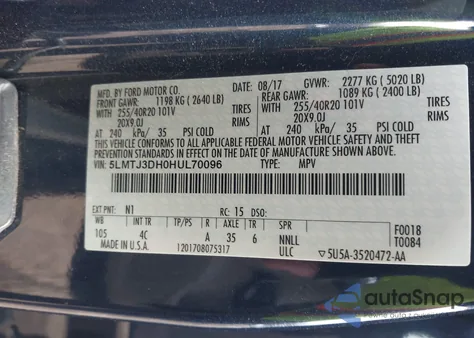 MFD. BY FORD MOTOR CO.
DATE: 08/17 GVWR: 2277 KG (5020 LB)
FRONT GAWR: 1198 KG (2640 LB) REAR GAWR: 1089 KG (2400 LB)
255/40R20 101V TIRES 255/40R20 101V TIRES
20X9.0J RIMS 20X9.0J RIMS
AT 240 kPa/ 35 PSI COLD AT 240 kPa/ 35 PSI COLD
THIS VEHICLE CONFORMS TO ALL APPLICABLE FEDERAL MOTOR VEHICLE SAFETY AND THEFT PREVENTION STANDARDS IN EFFECT ON THE DATE OF MANUFACTURE SHOWN ABOVE.
VIN: 5LMTJ3DH0HUL70096 TYPE: MPV
EXT PNT: N1 RC: 15 DSO:
WB INT TR TP/PS R AXLE TR SPR F0018
105 4C A 35 6 NNLL T0084
MADE IN U.S.A. 1201708075317 ULC ▽5U5A-3520472-AA
autoSnap